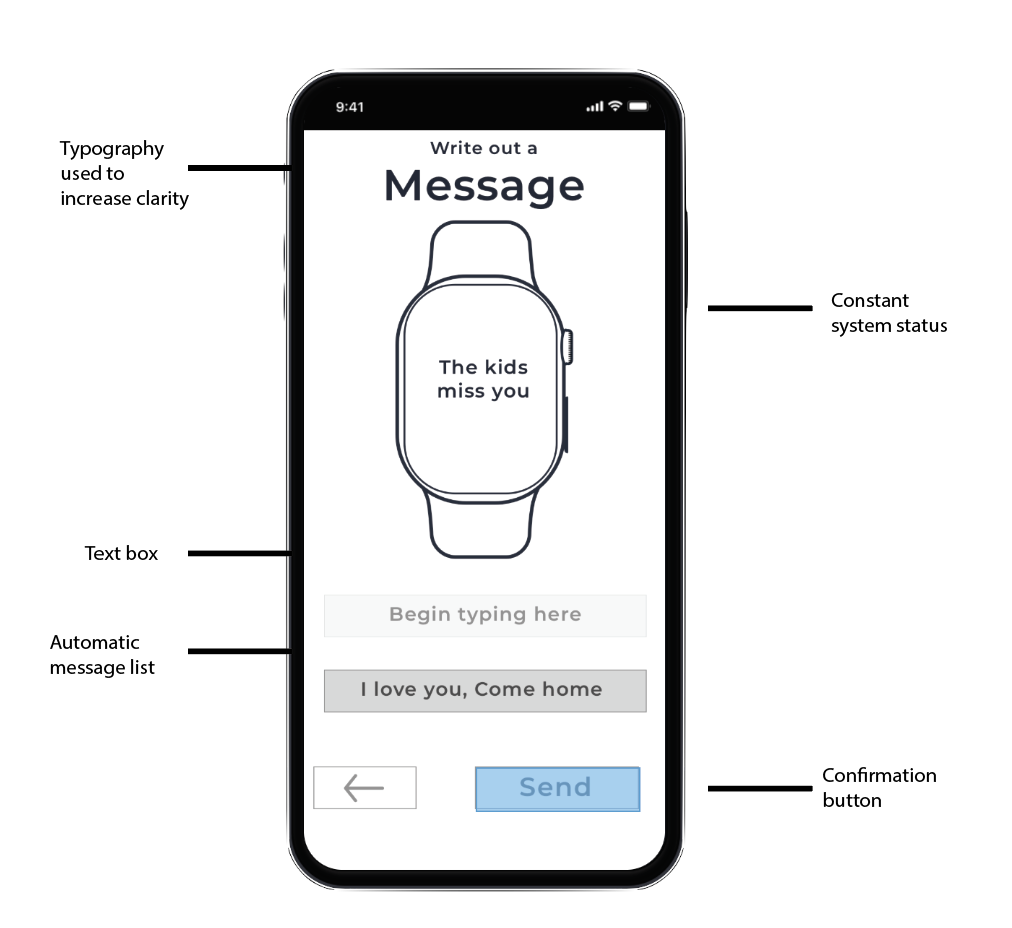 9:41
Typography
used to
increase clarity
Write out a
Message
The kids
miss you
Constant
system status
Text box
Begin typing here
Automatic
message list
I love you, Come home
Send
Confirmation
button